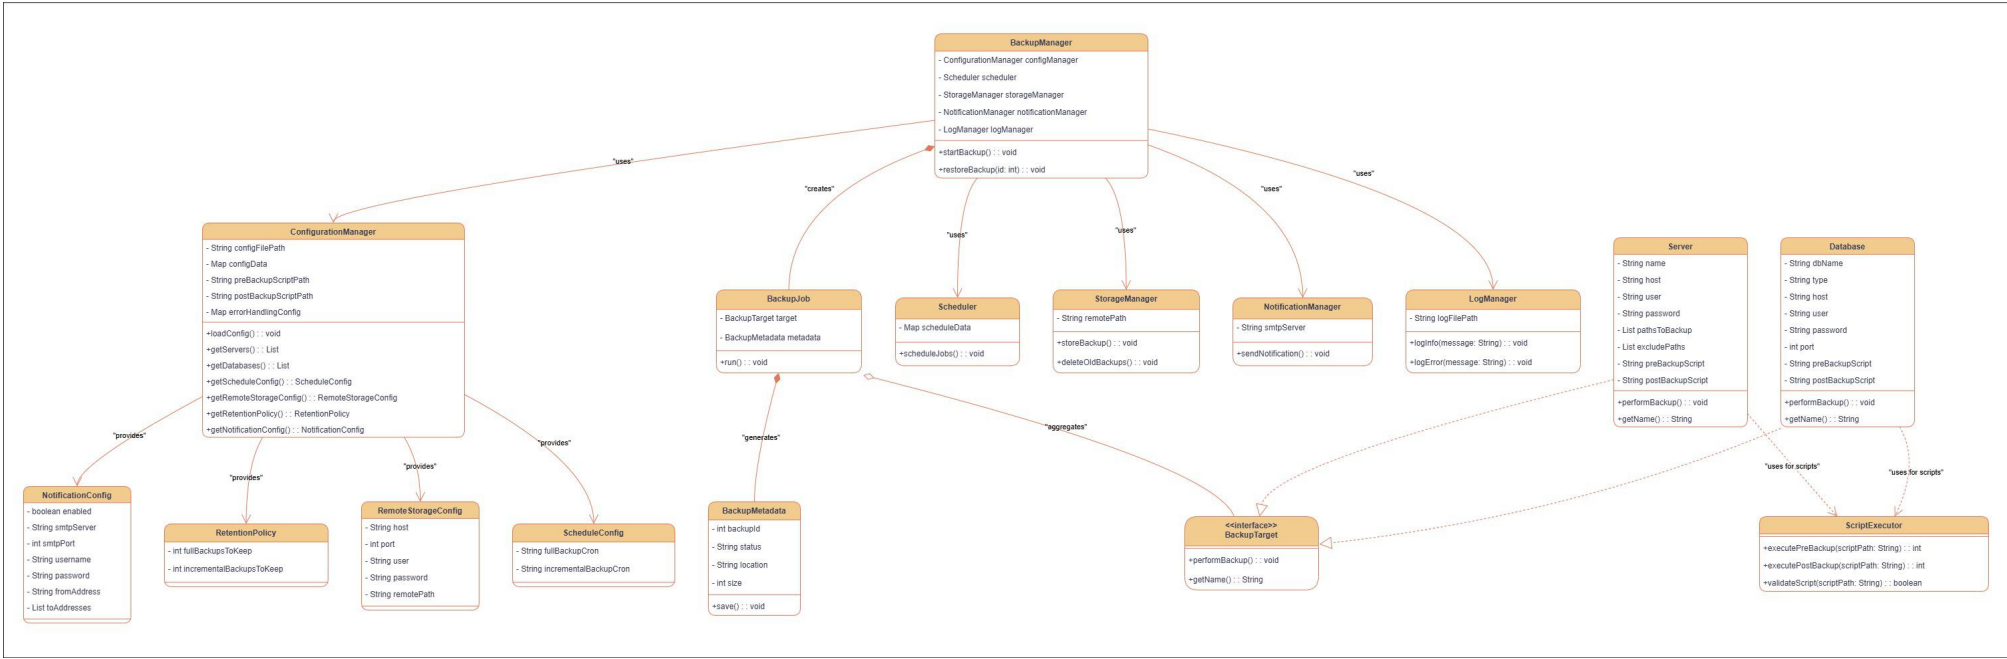 BackupManager
- ConfigurationManager configManager
- Scheduler scheduler
- StorageManager storageManager
- NotificationManager notificationManager
- LogManager logManager
+startBackup() : : void
+restoreBackup(id: int) : : void
"uses"
"creates"
"uses"
"uses"
"uses"
"uses"
ConfigurationManager
- String configFilePath
- Map configData
- String preBackupScriptPath
- String postBackupScriptPath
- Map errorHandlingConfig
+loadConfig() : : void
+getServers() : : List
+getDatabases() : : List
+getScheduleConfig() : : ScheduleConfig
+getRemoteStorageConfig() : : RemoteStorageConfig
+getRetentionPolicy() : : RetentionPolicy
+getNotificationConfig() : : NotificationConfig
BackupJob
- BackupTarget target
- BackupMetadata metadata
+run() : : void
Scheduler
- Map scheduleData
+scheduleJobs() : : void
StorageManager
- String remotePath
+storeBackup() : : void
+deleteOldBackups() : : void
NotificationManager
- String smtpServer
+sendNotification() : : void
LogManager
- String logFilePath
+logInfo(message: String) : : void
+logError(message: String) : : void
Server
- String name
- String host
- String user
- String password
- List pathsToBackup
- List excludePaths
- String preBackupScript
- String postBackupScript
+performBackup() : : void
+getName() : : String
Database
- String dbName
- String type
- String host
- String user
- String password
- int port
- String preBackupScript
- String postBackupScript
+performBackup() : : void
+getName() : : String
"provides"
"provides"
"provides"
"provides"
"generates"
"aggregates"
"uses for scripts"
"uses for scripts"
NotificationConfig
- boolean enabled
- String smtpServer
- int smtpPort
- String username
- String password
- String fromAddress
- List toAddresses
RetentionPolicy
- int fullBackupsToKeep
- int incrementalBackupsToKeep
RemoteStorageConfig
- String host
- int port
- String user
- String password
- String remotePath
ScheduleConfig
- String fullBackupCron
- String incrementalBackupCron
BackupMetadata
- int backupId
- String status
- String location
- int size
+save() : : void
<<interface>>
BackupTarget
+performBackup() : : void
+getName() : : String
ScriptExecutor
+executePreBackup(scriptPath: String) : : int
+executePostBackup(scriptPath: String) : : int
+validateScript(scriptPath: String) : : boolean